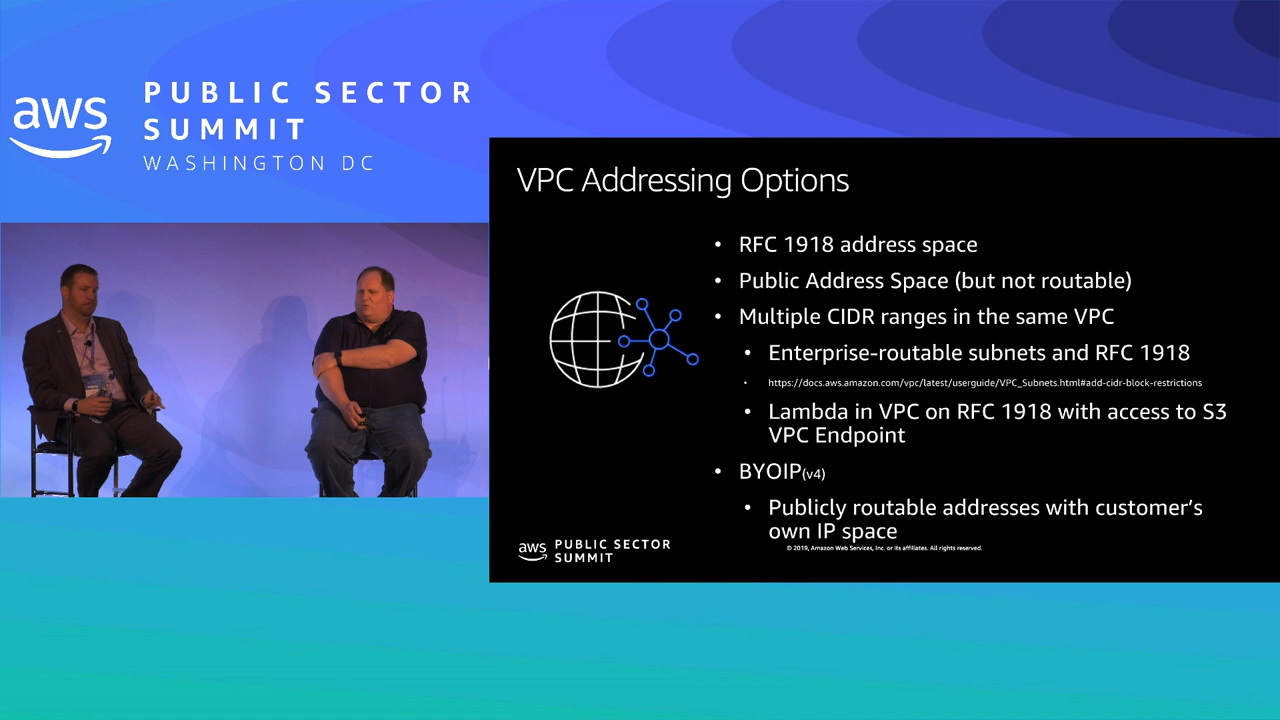 aws
PUBLIC SECTOR
SUMMIT
WASHINGTON DC
VPC Addressing Options
• RFC 1918 address space
• Public Address Space (but not routable)
• Multiple CIDR ranges in the same VPC
• Enterprise-routable subnets and RFC 1918
• https://docs.aws.amazon.com/vpc/latest/userguide/VPC_Subnets.html#add-cidr-block-restrictions
• Lambda in VPC on RFC 1918 with access to S3
VPC Endpoint
• BYOIP(v4)
• Publicly routable addresses with customer's
own IP space
© 2019, Amazon Web Services, Inc. or its affiliates. All rights reserved.
aws
PUBLIC SECTOR
SUMMIT